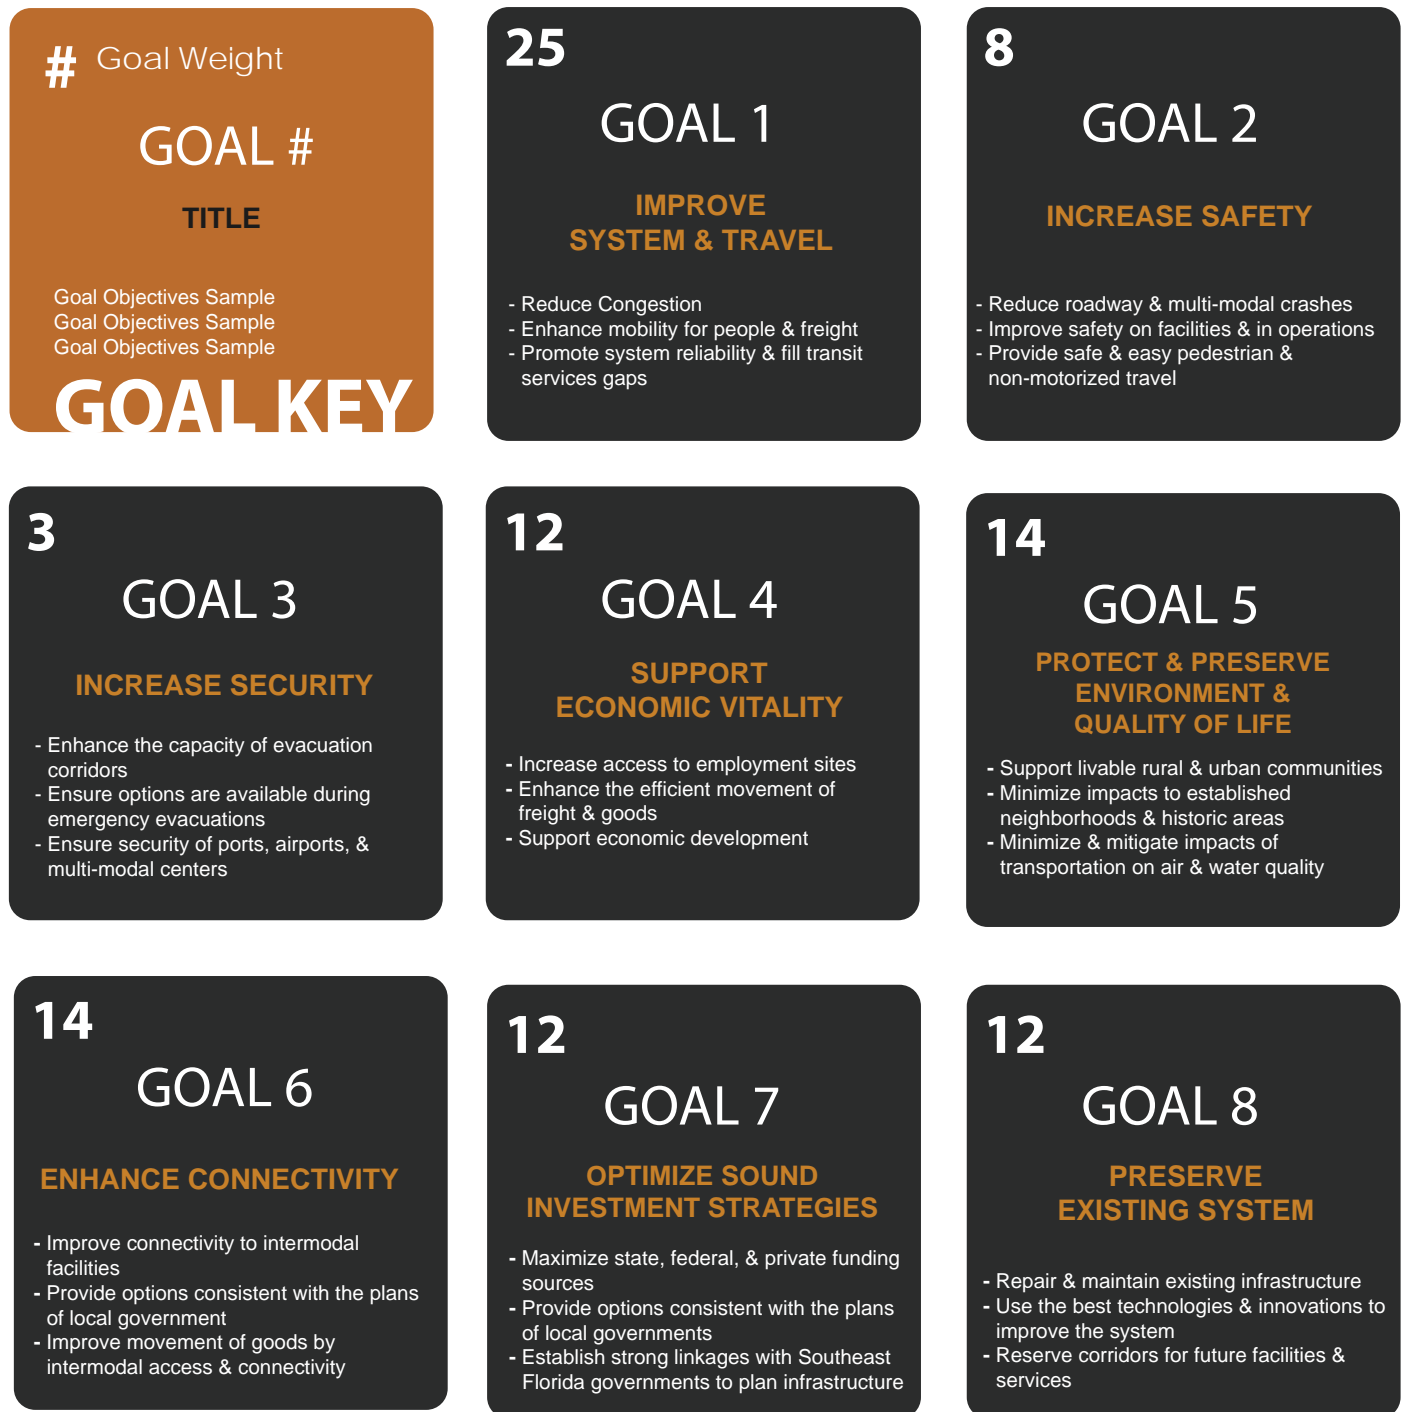 # Goal Weight
GOAL #
TITLE
Goal Objectives Sample
Goal Objectives Sample
Goal Objectives Sample
GOAL KEY
25
GOAL 1
IMPROVE
SYSTEM & TRAVEL
- Reduce Congestion
- Enhance mobility for people & freight
- Promote system reliability & fill transit
services gaps
8
GOAL 2
INCREASE SAFETY
- Reduce roadway & multi-modal crashes
- Improve safety on facilities & in operations
- Provide safe & easy pedestrian &
non-motorized travel
3
GOAL 3
INCREASE SECURITY
- Enhance the capacity of evacuation
corridors
- Ensure options are available during
emergency evacuations
- Ensure security of ports, airports, &
multi-modal centers
12
GOAL 4
SUPPORT
ECONOMIC VITALITY
- Increase access to employment sites
- Enhance the efficient movement of
freight & goods
- Support economic development
14
GOAL 5
PROTECT & PRESERVE
ENVIRONMENT &
QUALITY OF LIFE
- Support livable rural & urban communities
- Minimize impacts to established
neighborhoods & historic areas
- Minimize & mitigate impacts of
transportation on air & water quality
14
GOAL 6
ENHANCE CONNECTIVITY
- Improve connectivity to intermodal
facilities
- Provide options consistent with the plans
of local government
- Improve movement of goods by
intermodal access & connectivity
12
GOAL 7
OPTIMIZE SOUND
INVESTMENT STRATEGIES
- Maximize state, federal, & private funding
sources
- Provide options consistent with the plans
of local governments
- Establish strong linkages with Southeast
Florida governments to plan infrastructure
12
GOAL 8
PRESERVE
EXISTING SYSTEM
- Repair & maintain existing infrastructure
- Use the best technologies & innovations to
improve the system
- Reserve corridors for future facilities &
services